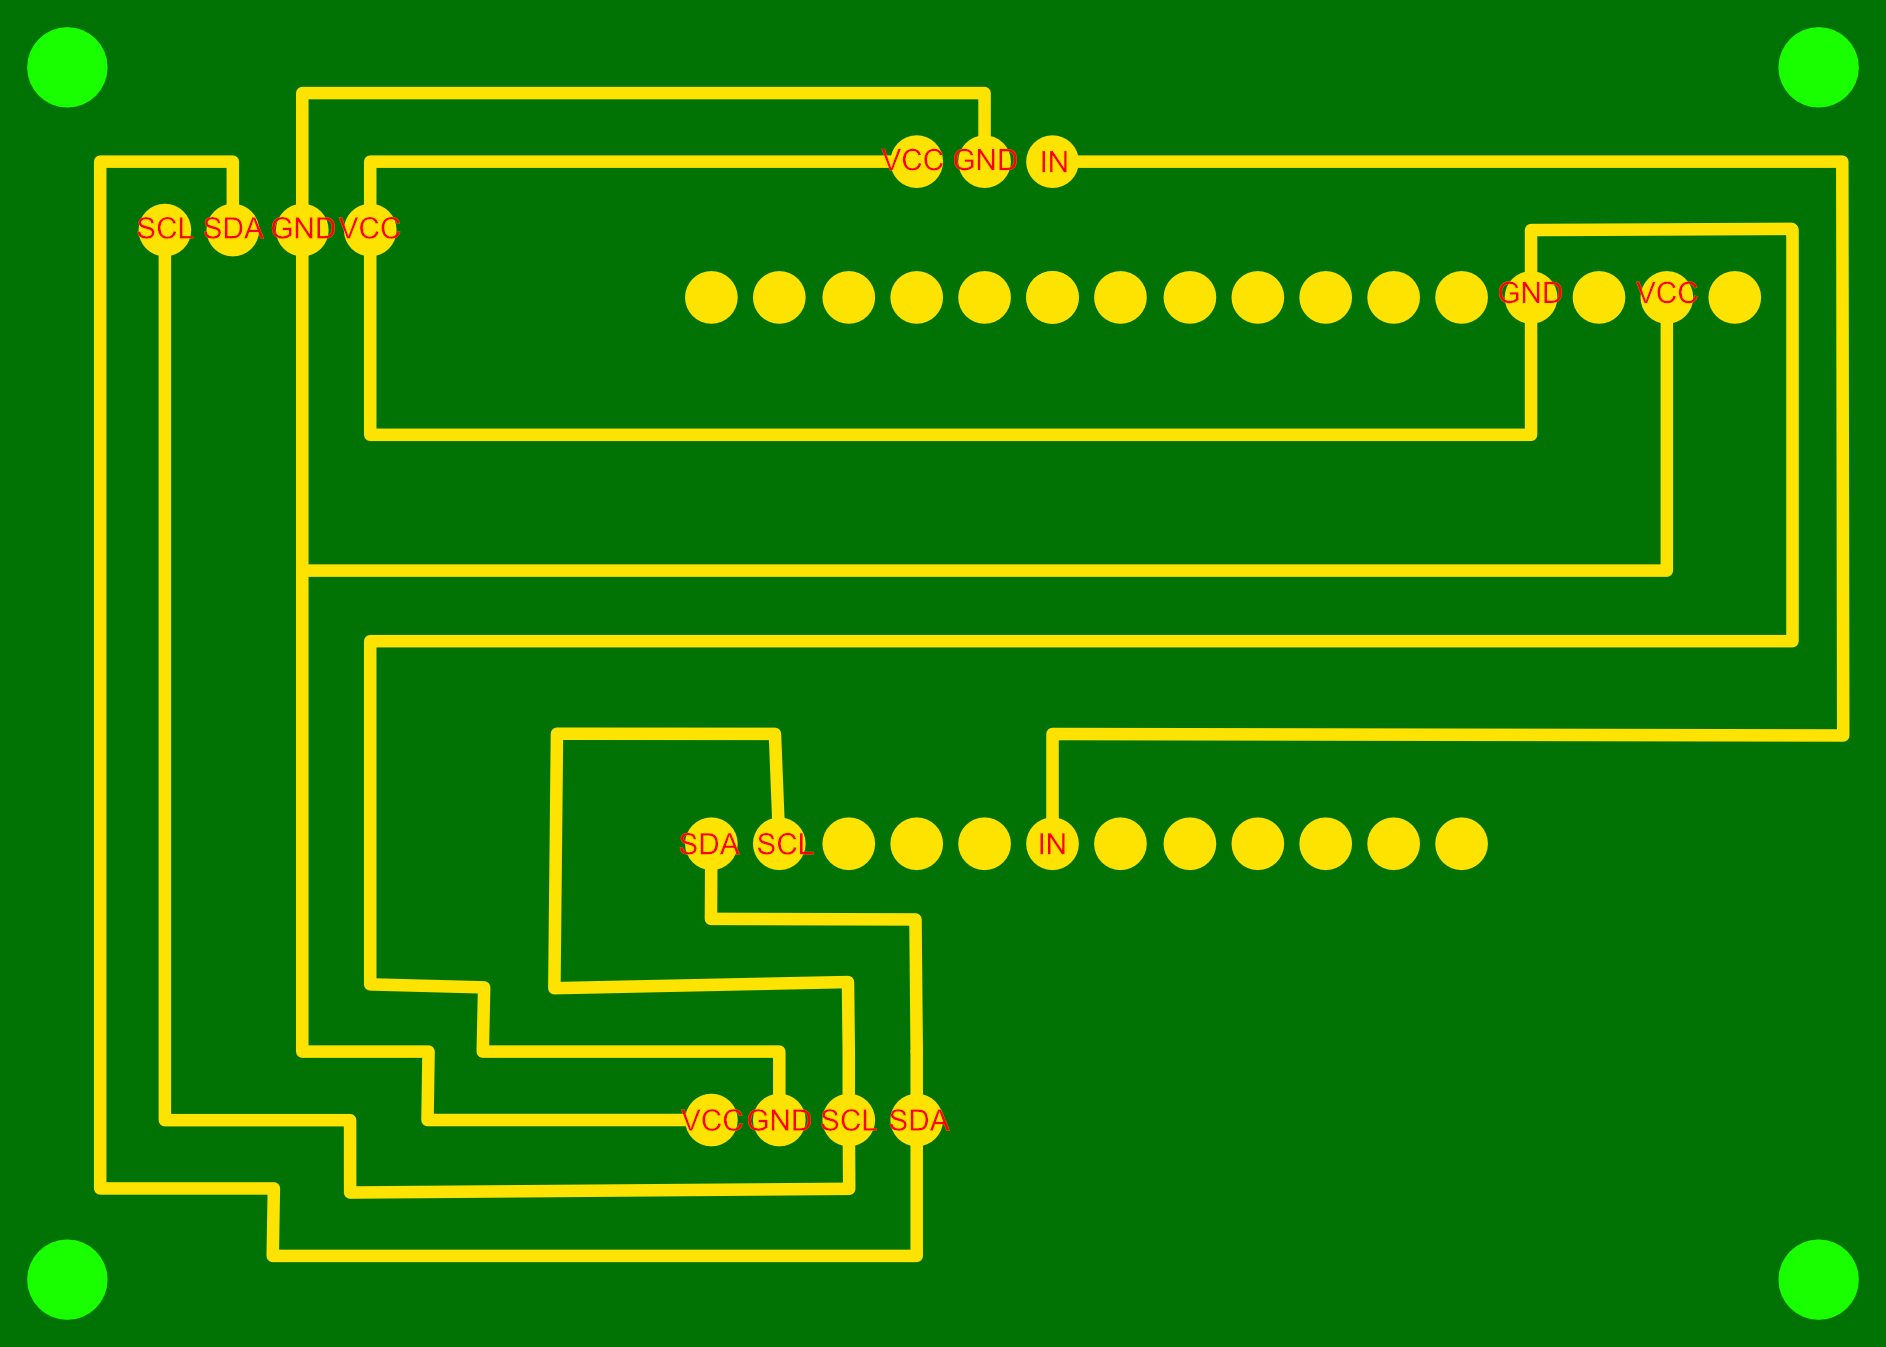 VCC GND IN
SCL SDA GND VCC
GND VCC
SDA SCL IN
VCC GND SCL SDA